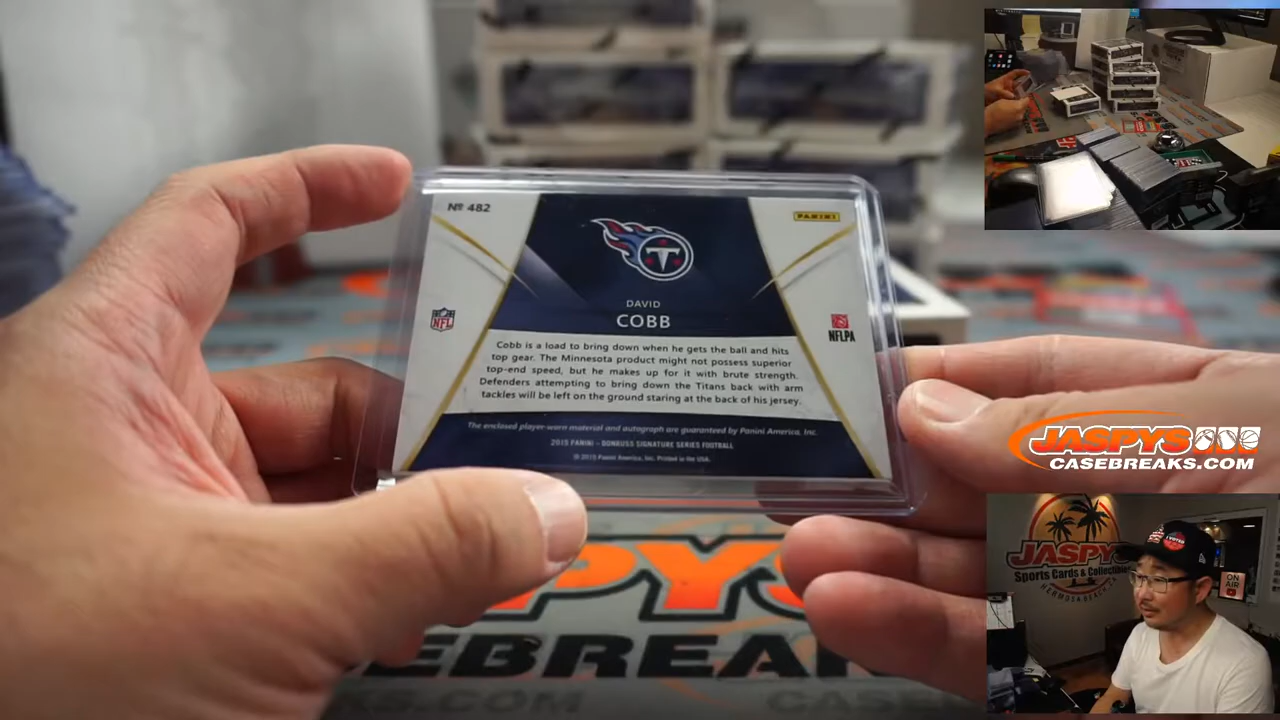 № 482
PANINI
T
DAVID
COBB
NFL
NFLPA
Cobb is a load to bring down when he gets the ball and hits
top gear. The Minnesota product might not possess superior
top-end speed, but he makes up for it with brute strength.
Defenders attempting to bring down the Titans back with arm
tackles will be left on the ground staring at the back of his jersey.
The enclosed player-worn material and autograph are guaranteed by Panini America, Inc.
2015 PANINI - DONRUSS SIGNATURE SERIES FOOTBALL
© 2015 Panini America, Inc. Printed in the USA.
JASPYS
CASEBREAKS.COM
JASPYS
Sports Cards & Collectibles
HERMOSA BEACH, CA
I VOTED
ON
AIR